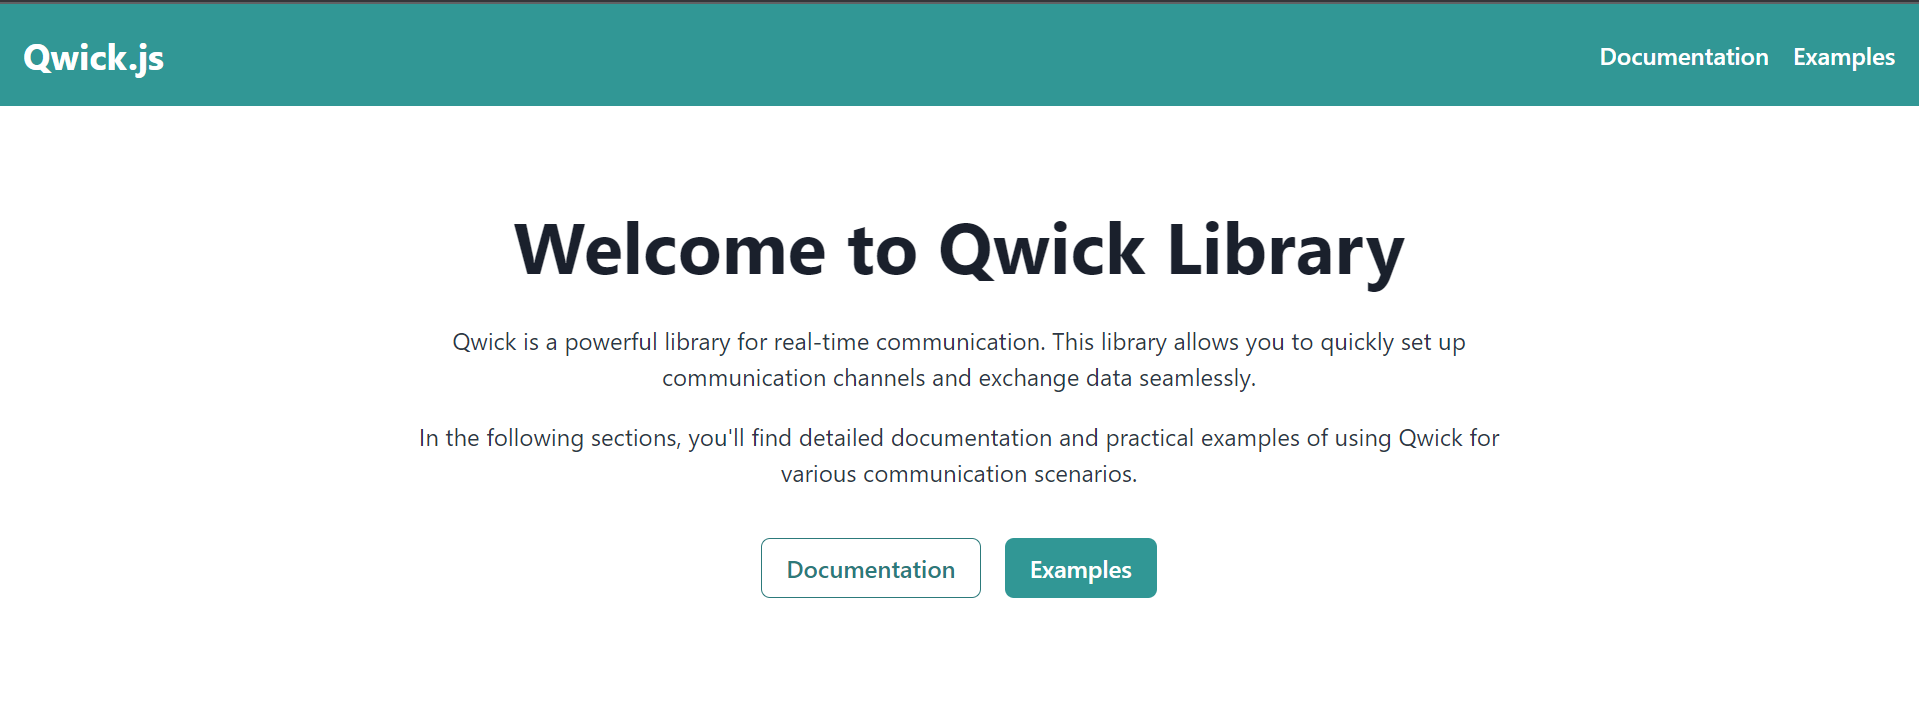 Qwick.js
Documentation Examples
Welcome to Qwick Library
Qwick is a powerful library for real-time communication. This library allows you to quickly set up
communication channels and exchange data seamlessly.
In the following sections, you'll find detailed documentation and practical examples of using Qwick for
various communication scenarios.
Documentation Examples